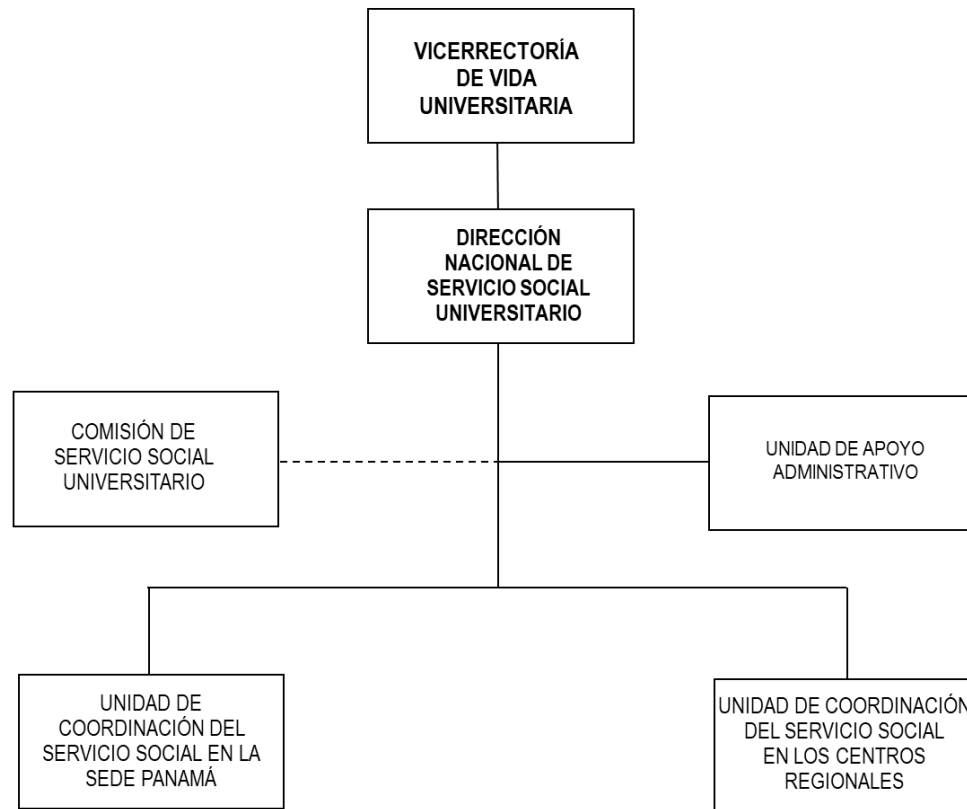 VICERRECTORÍA
DE VIDA
UNIVERSITARIA
DIRECCIÓN
NACIONAL DE
SERVICIO SOCIAL
UNIVERSITARIO
COMISIÓN DE
SERVICIO SOCIAL
UNIVERSITARIO
UNIDAD DE APOYO
ADMINISTRATIVO
UNIDAD DE
COORDINACIÓN DEL
SERVICIO SOCIAL EN LA
SEDE PANAMÁ
UNIDAD DE COORDINACIÓN
DEL SERVICIO SOCIAL
EN LOS CENTROS
REGIONALES